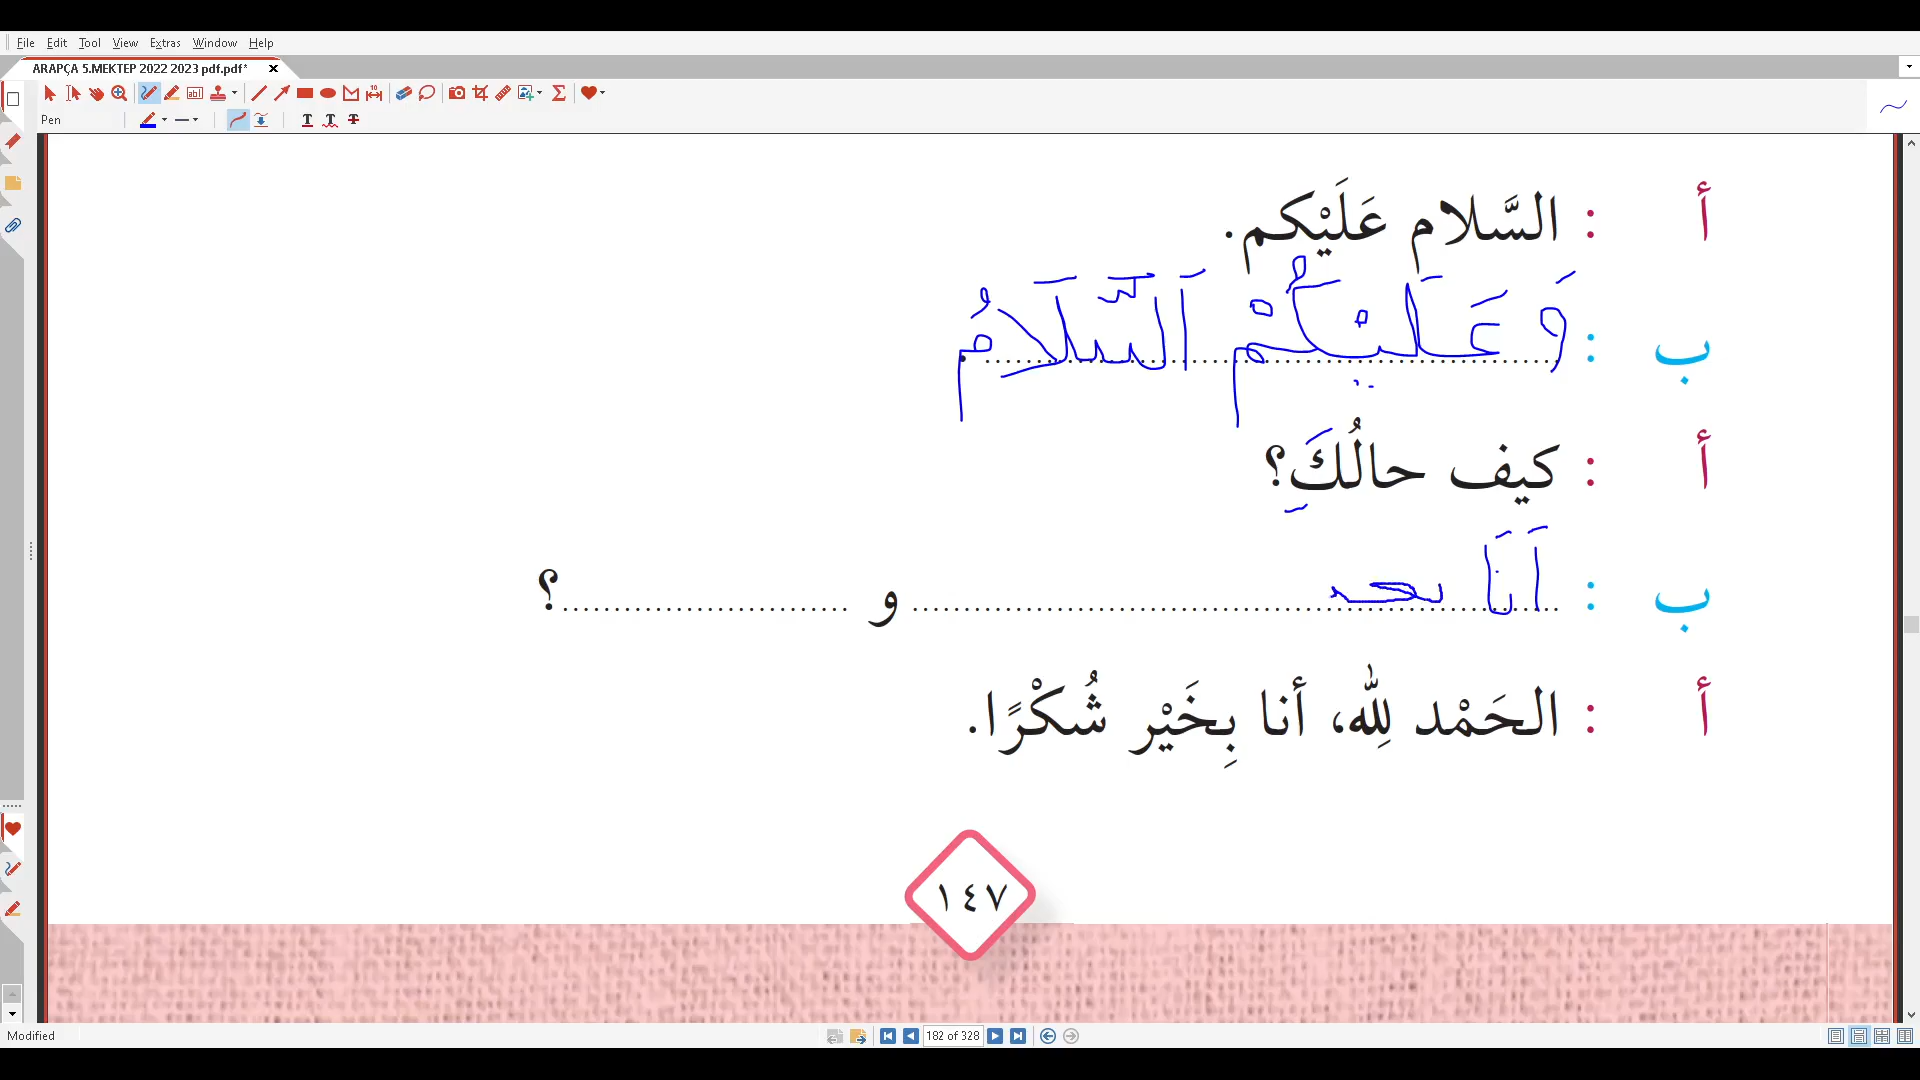 File Edit Tool View Extras Window Help
ARAPÇA 5.MEKTEP 2022 2023 pdf.pdf*
Pen
أ : السَّلام عَلَيْكم.
ب : وَعَلَيْكُمْ اَلسَّلَامُ
أ : كيف حالُكَِ؟
ب : اَنَا ........ و ........؟
أ : الحَمْد لِلّٰه، أنا بِخَيْر شُكْرًا.
١٤٧
Modified 182 of 328